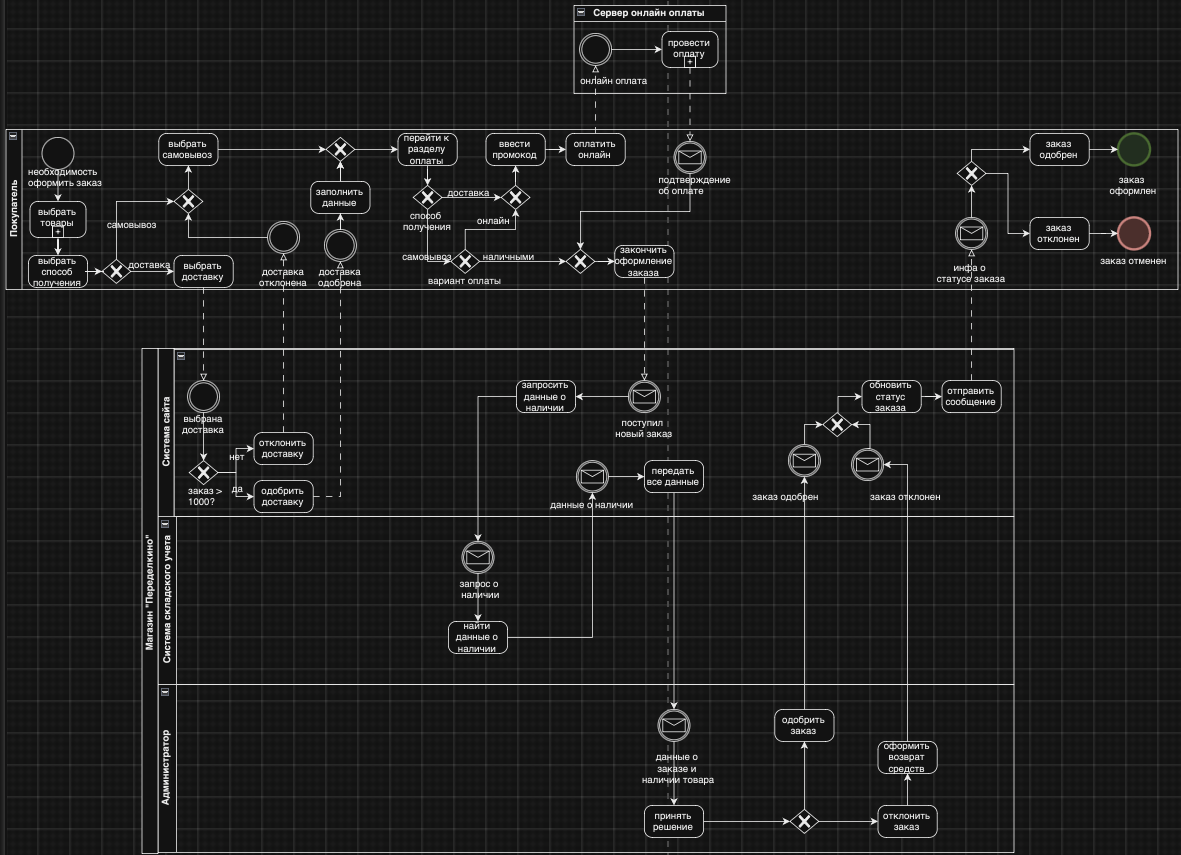 Сервер онлайн оплаты
провести
оплату
онлайн оплата
Покупатель
необходимость
оформить заказ
выбрать
товары
выбрать
способ
получения
самовывоз
доставка
выбрать
самовывоз
выбрать
доставку
доставка
отклонена
заполнить
данные
доставка
одобрена
перейти к
разделу
оплаты
способ
получения
доставка
самовывоз
вариант оплаты
онлайн
наличными
ввести
промокод
оплатить
онлайн
подтверждение
об оплате
закончить
оформление
заказа
инфа о
статусе заказа
заказ
одобрен
заказ
отклонен
заказ
оформлен
заказ отменен
Магазин "Переделкино"
Система сайта
выбрана
доставка
заказ >
1000?
нет
да
отклонить
доставку
одобрить
доставку
запросить
данные о
наличии
поступил
новый заказ
данные о наличии
передать
все данные
заказ одобрен
заказ отклонен
обновить
статус
заказа
отправить
сообщение
Система складского учета
запрос о
наличии
найти
данные о
наличии
Администратор
данные о
заказе и
наличии товара
принять
решение
одобрить
заказ
оформить
возврат
средств
отклонить
заказ